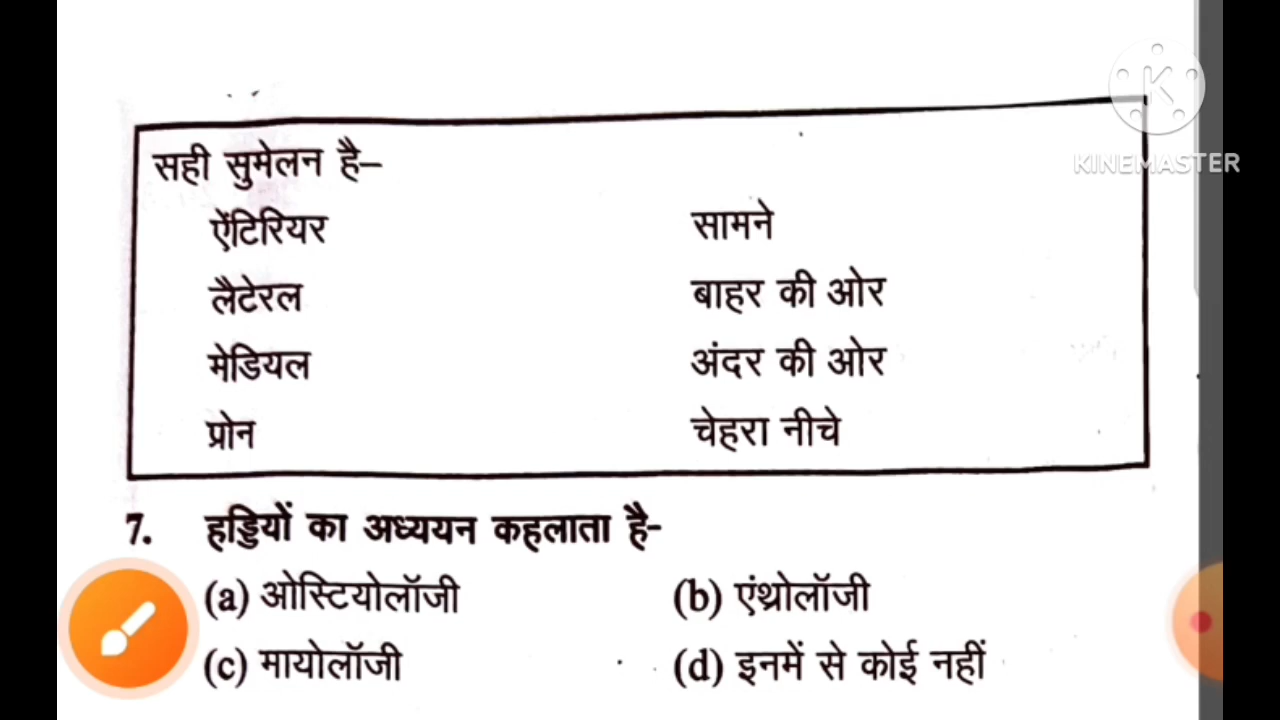 KINEMASTER
सही सुमेलन है–
ऐंटिरियर सामने
लैटेरल बाहर की ओर
मेडियल अंदर की ओर
प्रोन चेहरा नीचे
7. हड्डियों का अध्ययन कहलाता है-
(a) ओस्टियोलॉजी (b) एंथ्रोलॉजी
(c) मायोलॉजी (d) इनमें से कोई नहीं